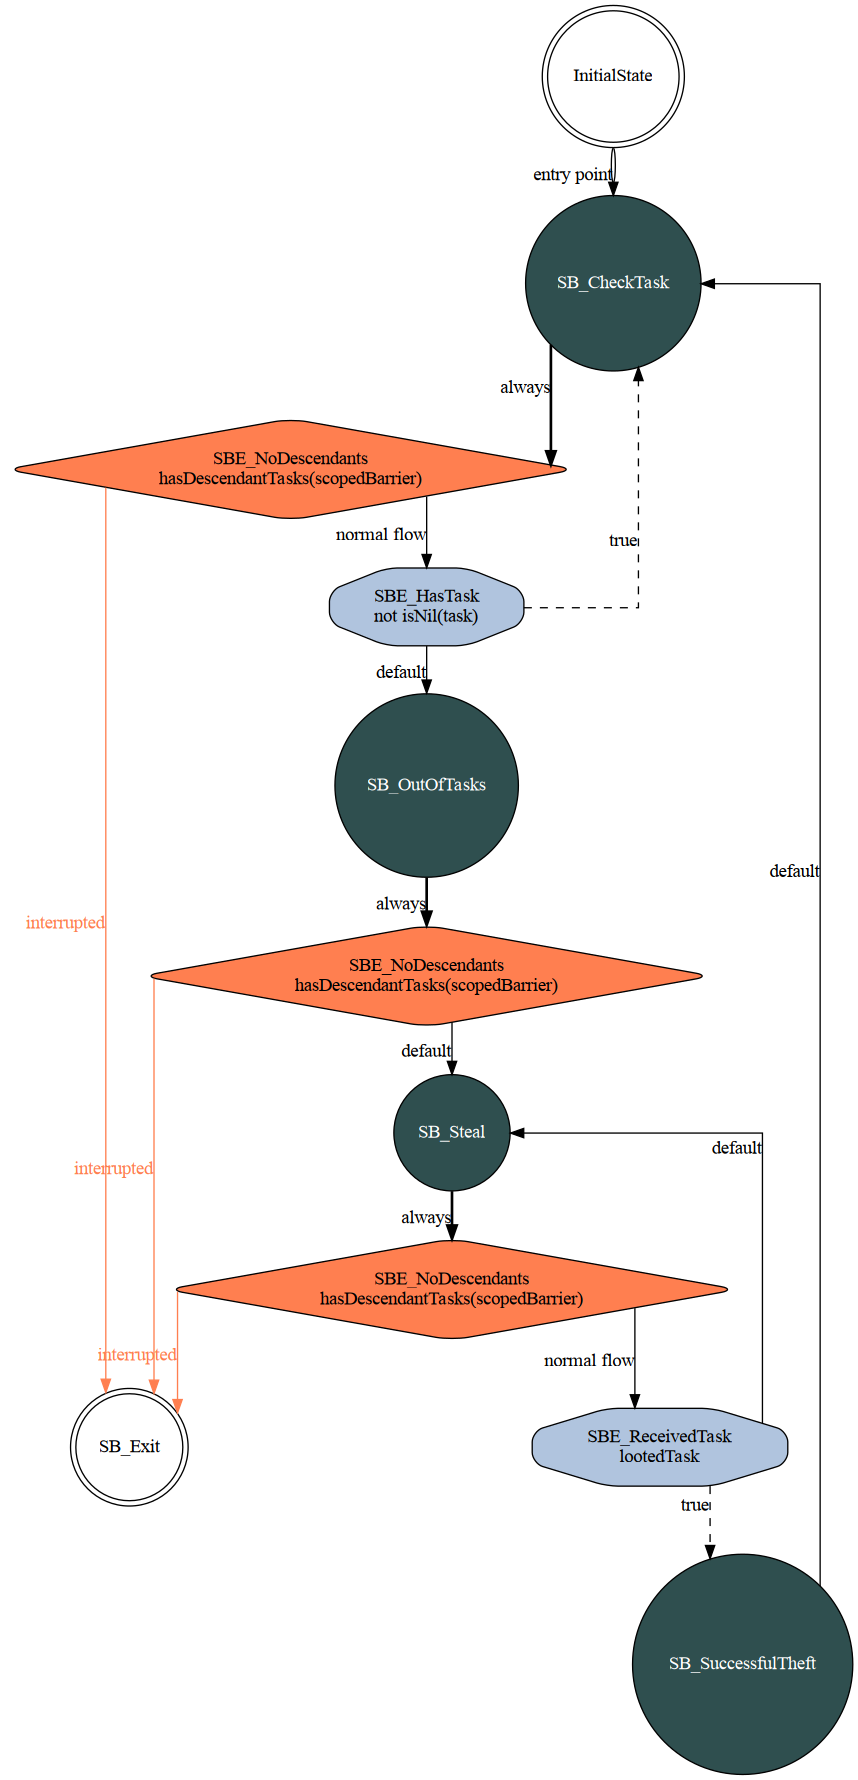 InitialState
entry point
SB_CheckTask
always
SBE_NoDescendants
hasDescendantTasks(scopedBarrier)
normal flow
true
SBE_HasTask
not isNil(task)
default
SB_OutOfTasks
default
always
interrupted
SBE_NoDescendants
hasDescendantTasks(scopedBarrier)
default
SB_Steal
default
interrupted
always
SBE_NoDescendants
hasDescendantTasks(scopedBarrier)
interrupted
normal flow
SBE_ReceivedTask
lootedTask
SB_Exit
true
SB_SuccessfulTheft